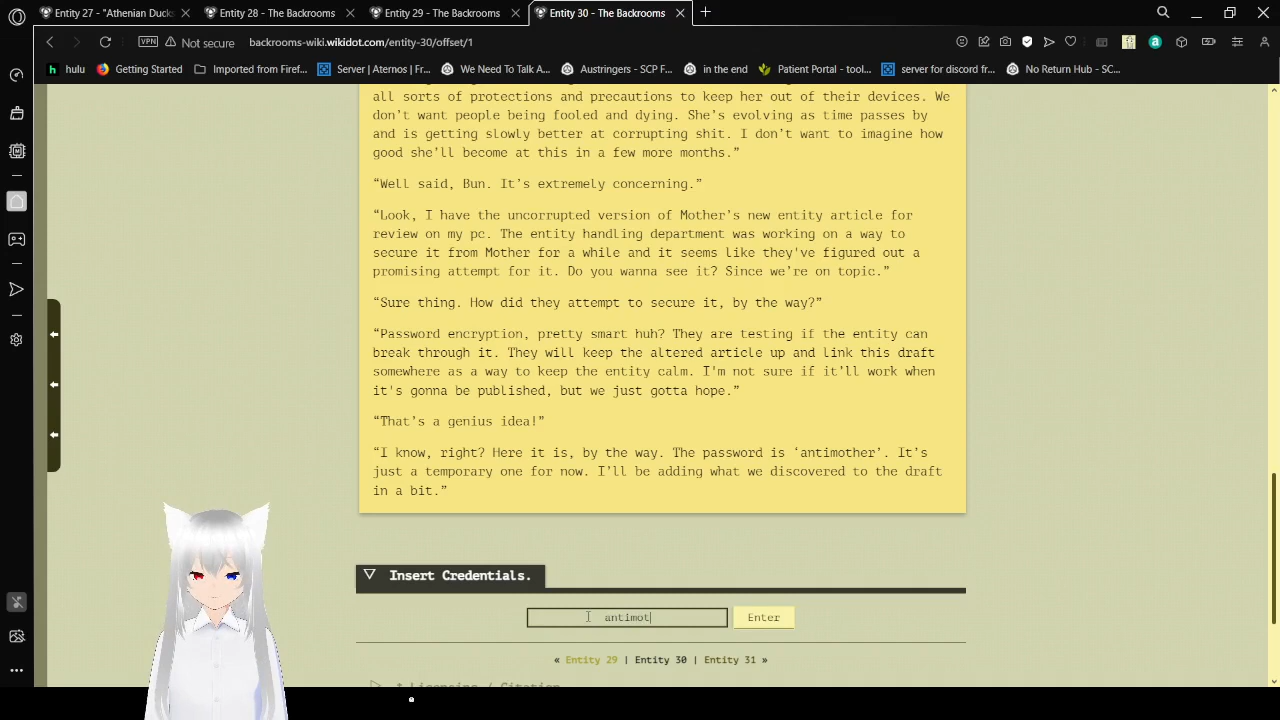 Entity 27 - "Athenian Ducks
Entity 28 - The Backrooms
Entity 29 - The Backrooms
Entity 30 - The Backrooms
VPN
Not secure
backrooms-wiki.wikidot.com/entity-30/offset/1
hulu
Getting Started
Imported from Firef...
Server | Aternos | Fr...
We Need To Talk A...
Austringers - SCP F...
in the end
Patient Portal - tool...
server for discord fr...
No Return Hub - SC...
all sorts of protections and precautions to keep her out of their devices. We
don't want people being fooled and dying. She's evolving as time passes by
and is getting slowly better at corrupting shit. I don't want to imagine how
good she'll become at this in a few more months.”
“Well said, Bun. It's extremely concerning.”
“Look, I have the uncorrupted version of Mother's new entity article for
review on my pc. The entity handling department was working on a way to
secure it from Mother for a while and it seems like they've figured out a
promising attempt for it. Do you wanna see it? Since we're on topic.”
“Sure thing. How did they attempt to secure it, by the way?”
“Password encryption, pretty smart huh? They are testing if the entity can
break through it. They will keep the altered article up and link this draft
somewhere as a way to keep the entity calm. I'm not sure if it'll work when
it's gonna be published, but we just gotta hope.”
“That's a genius idea!”
“I know, right? Here it is, by the way. The password is ‘antimother’. It's
just a temporary one for now. I'll be adding what we discovered to the draft
in a bit.”
Insert Credentials.
antimot
Enter
« Entity 29 | Entity 30 | Entity 31 »
Licensing / Citation